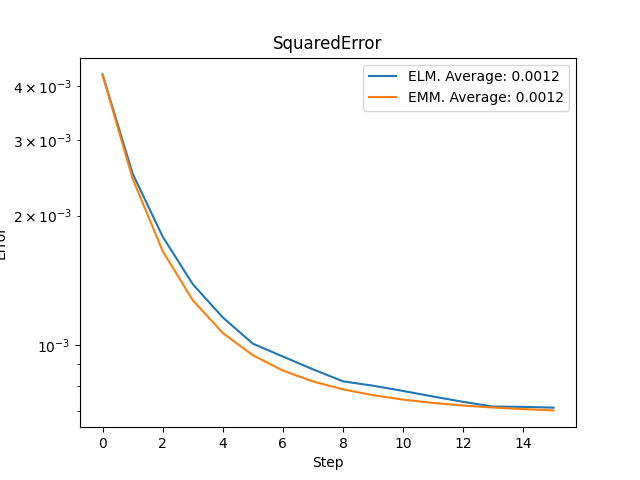 SquaredError
ELM. Average: 0.0012
EMM. Average: 0.0012
4 × 10⁻³
3 × 10⁻³
2 × 10⁻³
10⁻³
Error
0 2 4 6 8 10 12 14
Step